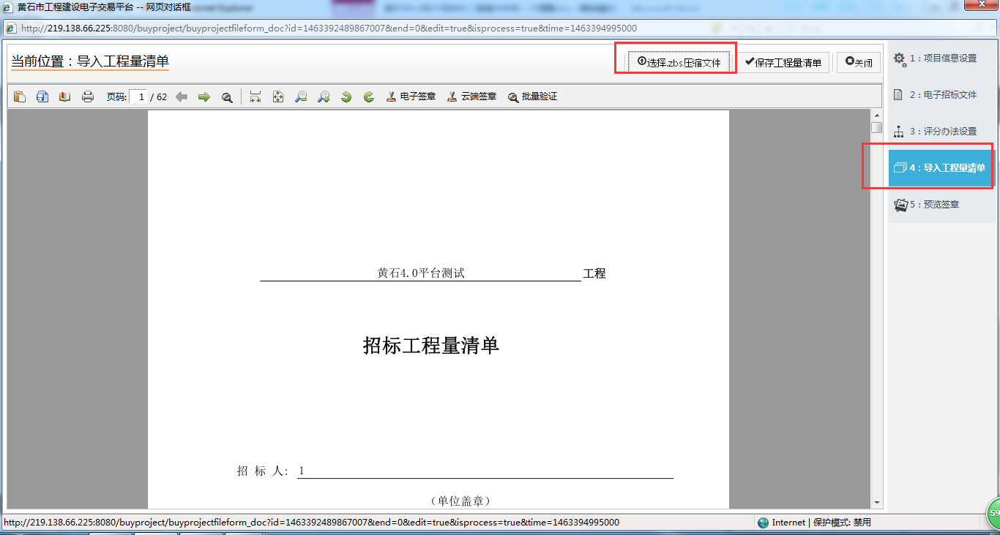 黄石市工程建设电子交易平台 -- 网页对话框
http://219.138.66.225:8080/buyproject/buyprojectfileform_doc?id=1463392489867007&end=0&edit=true&isprocess=true&time=1463394995000
当前位置：导入工程量清单
选择.zbs压缩文件
保存工程量清单
关闭
页码: 1 / 62
电子签章
云端签章
批量验证
1：项目信息设置
2：电子招标文件
3：评分办法设置
4：导入工程量清单
5：预览签章
黄石4.0平台测试 工程
招标工程量清单
招 标 人: 1
（单位盖章）
http://219.138.66.225:8080/buyproject/buyprojectfileform_doc?id=1463392489867007&end=0&edit=true&isprocess=true&time=1463394995000
Internet | 保护模式: 禁用